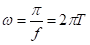 ω = π/f = 2πT